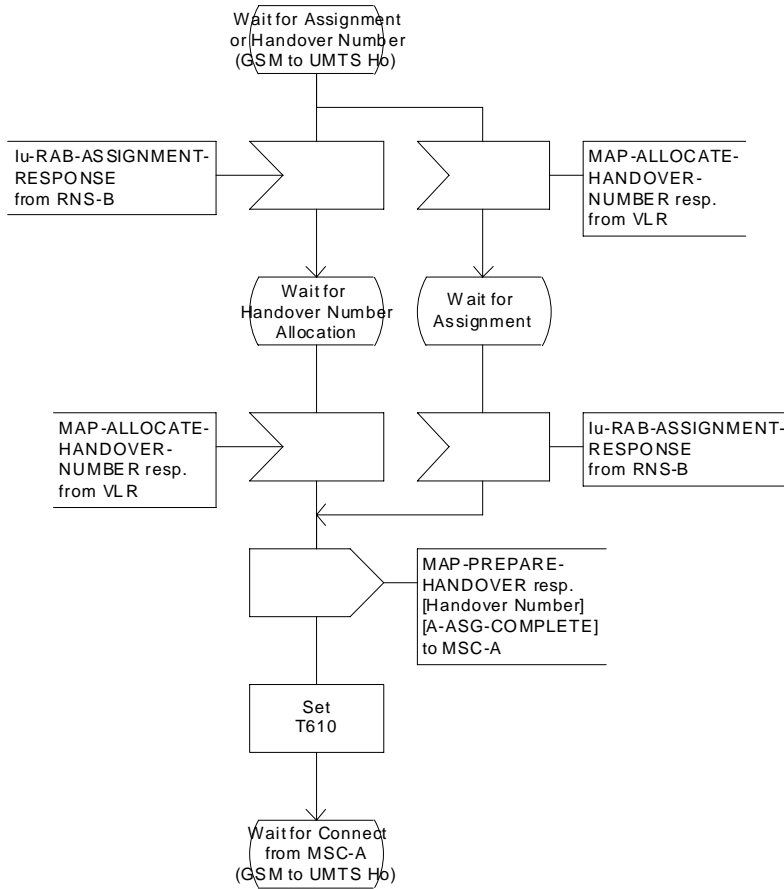 Wait for Assignment
or Handover Number
(GSM to UMTS Ho)
Iu-RAB-ASSIGNMENT-
RESPONSE
from RNS-B
MAP-ALLOCATE-
HANDOVER-
NUMBER resp.
from VLR
Wait for
Handover Number
Allocation
Wait for
Assignment
MAP-ALLOCATE-
HANDOVER-
NUMBER resp.
from VLR
Iu-RAB-ASSIGNMENT-
RESPONSE
from RNS-B
MAP-PREPARE-
HANDOVER resp.
[Handover Number]
[A-ASG-COMPLETE]
to MSC-A
Set
T610
Wait for Connect
from MSC-A
(GSM to UMTS Ho)